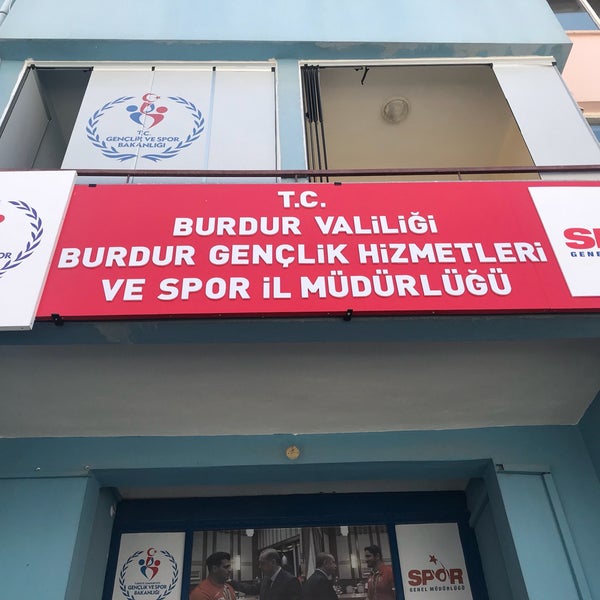 T.C.
GENÇLİK VE SPOR
BAKANLIĞI
T.C.
BURDUR VALİLİĞİ
BURDUR GENÇLİK HİZMETLERİ
VE SPOR İL MÜDÜRLÜĞÜ
GENÇLİK VE SPOR
BAKANLIĞI
SPOR
GENEL MÜDÜRLÜĞÜ